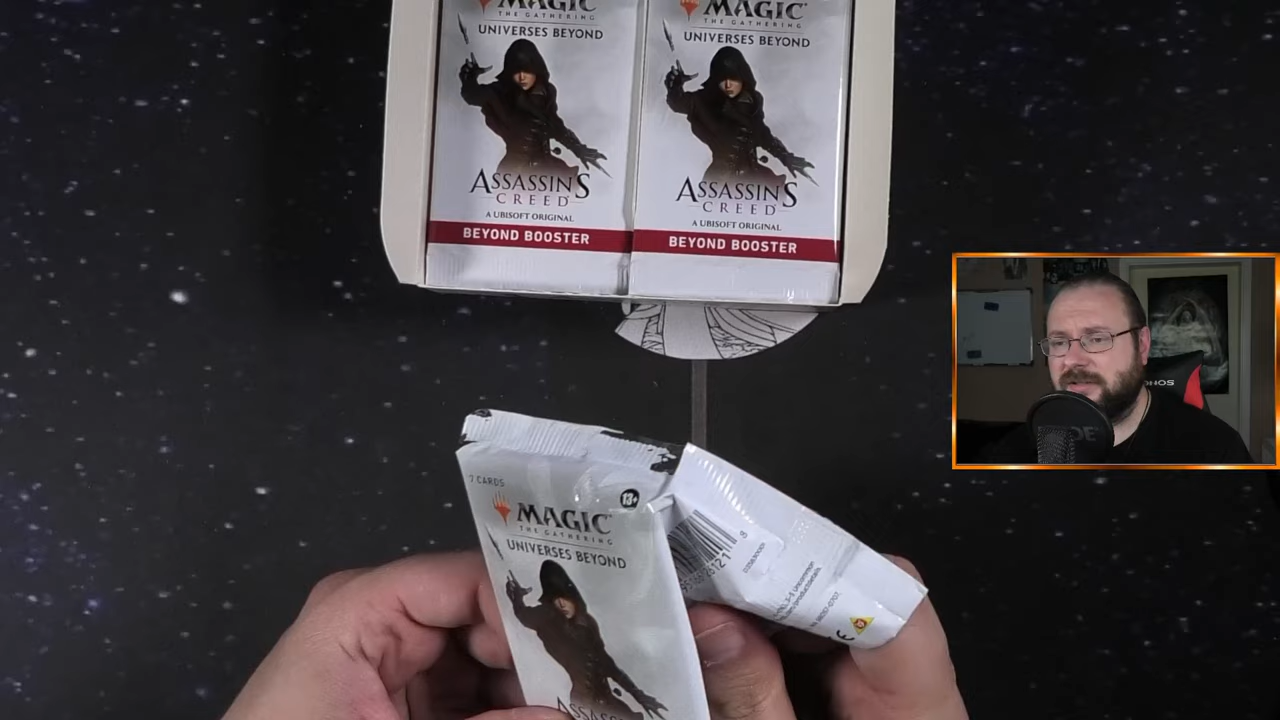 MAGIC
THE GATHERING
UNIVERSES BEYOND
ASSASSIN'S
CREED
A UBISOFT ORIGINAL
BEYOND BOOSTER
MAGIC
THE GATHERING
UNIVERSES BEYOND
ASSASSIN'S
CREED
A UBISOFT ORIGINAL
BEYOND BOOSTER
7 CARDS
13+
MAGIC
THE GATHERING
UNIVERSES BEYOND